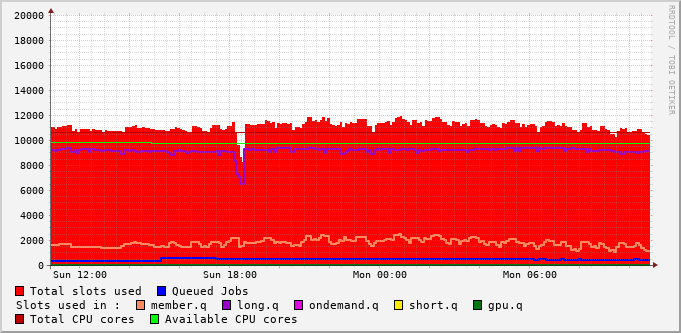 20000
18000
16000
14000
12000
10000
8000
6000
4000
2000
0
Sun 12:00 Sun 18:00 Mon 00:00 Mon 06:00
RRDTOOL / TOBI OETIKER
Total slots used Queued Jobs
Slots used in : member.q long.q ondemand.q short.q gpu.q
Total CPU cores Available CPU cores